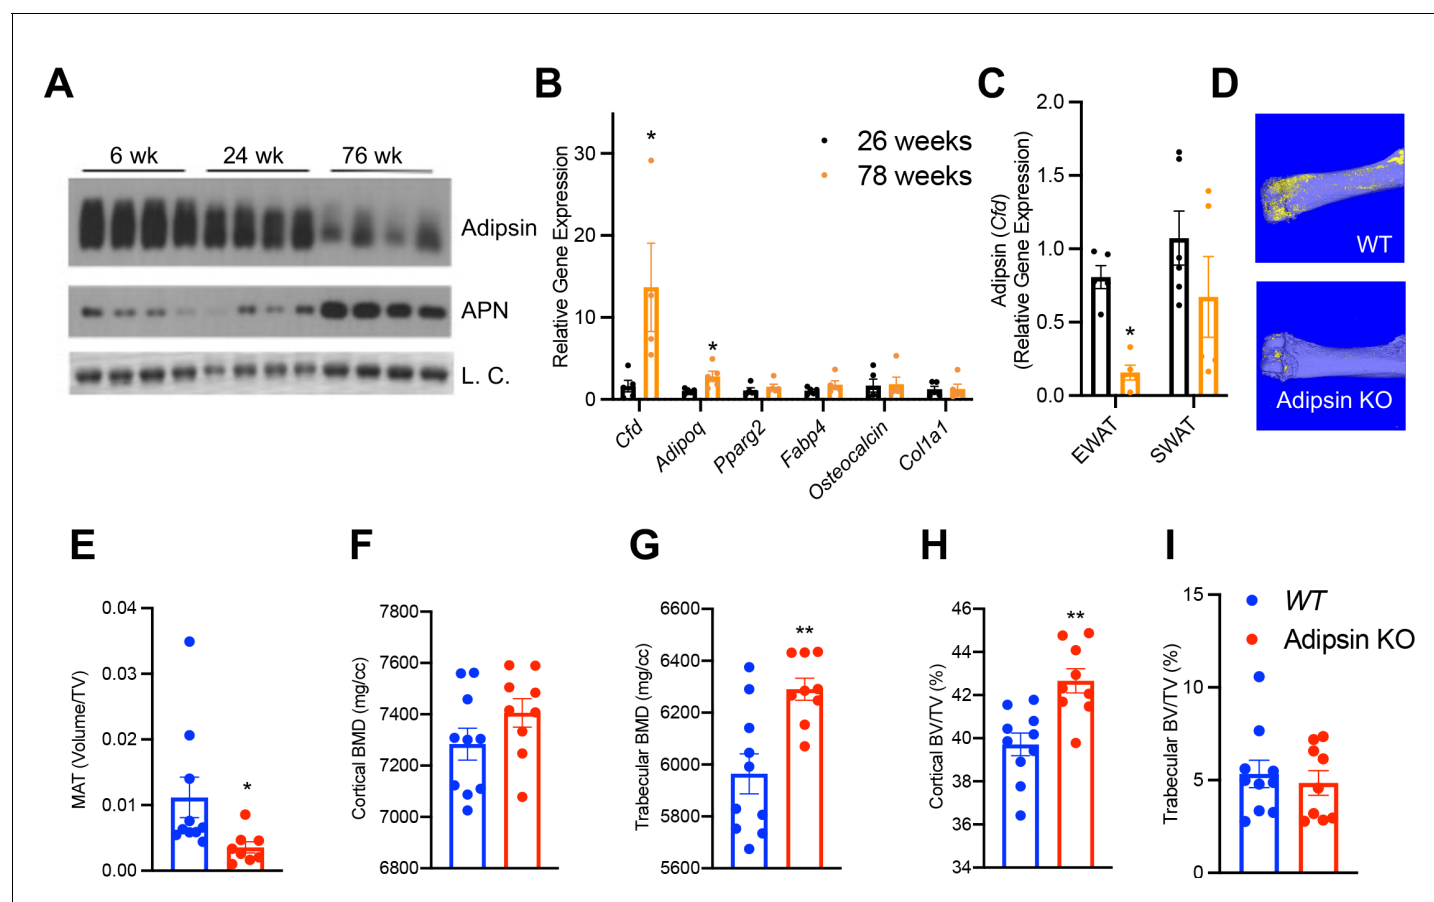 A
6 wk 24 wk 76 wk
Adipsin
APN
L. C.
B
Relative Gene Expression
30
20
10
0
*
*
26 weeks
78 weeks
Cfd
Adipoq
Pparg2
Fabp4
Osteocalcin
Col1a1
C
Adipsin (Cfd)
(Relative Gene Expression)
2.0
1.5
1.0
0.5
0.0
*
EWAT
SWAT
D
WT
Adipsin KO
E
MAT (Volume/TV)
0.04
0.03
0.02
0.01
0.00
*
F
Cortical BMD (mg/cc)
7800
7600
7400
7200
7000
6800
G
Trabecular BMD (mg/cc)
6600
6400
6200
6000
5800
5600
**
H
Cortical BV/TV (%)
46
44
42
40
38
36
34
**
I
Trabecular BV/TV (%)
15
10
5
0
WT
Adipsin KO